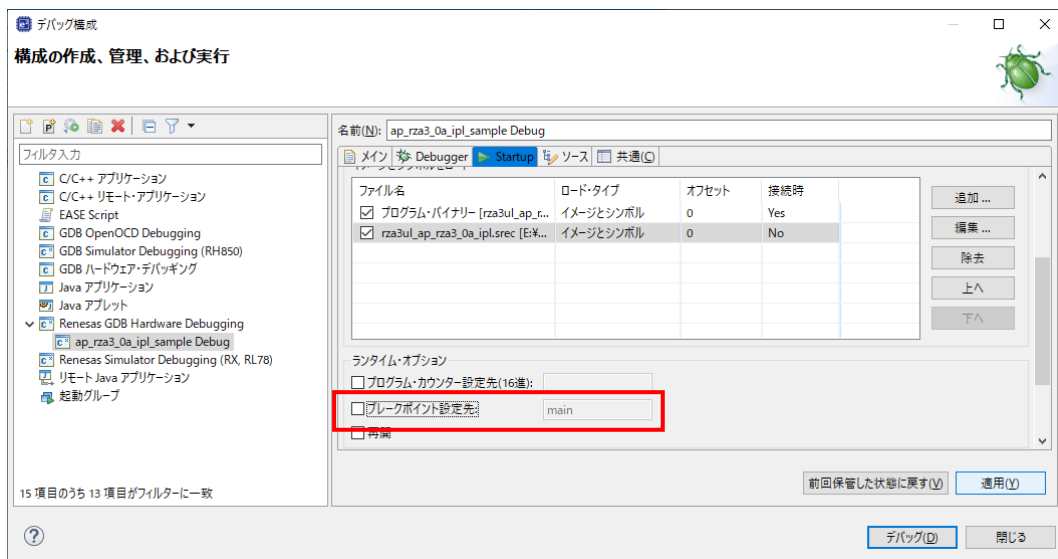 デバッグ構成
構成の作成、管理、および実行
フィルタ入力
C/C++ アプリケーション
C/C++ リモート・アプリケーション
EASE Script
GDB OpenOCD Debugging
GDB Simulator Debugging (RH850)
GDB ハードウェア・デバッギング
Java アプリケーション
Java アプレット
Renesas GDB Hardware Debugging
ap_rza3_0a_ipl_sample Debug
Renesas Simulator Debugging (RX, RL78)
リモート Java アプリケーション
起動グループ
15 項目のうち 13 項目がフィルターに一致
名前(N): ap_rza3_0a_ipl_sample Debug
メイン Debugger Startup ソース 共通(C)
イメージとシンボルをロード
ファイル名 ロード・タイプ オフセット 接続時
プログラム・バイナリー [rza3ul_ap_r... イメージとシンボル 0 Yes
rza3ul_ap_rza3_0a_ipl.srec [E:¥... イメージとシンボル 0 No
追加 ...
編集 ...
除去
上へ
下へ
ランタイム・オプション
プログラム・カウンター設定先(16進):
ブレークポイント設定先: main
再開
前回保管した状態に戻す(V) 適用(Y)
デバッグ(D) 閉じる